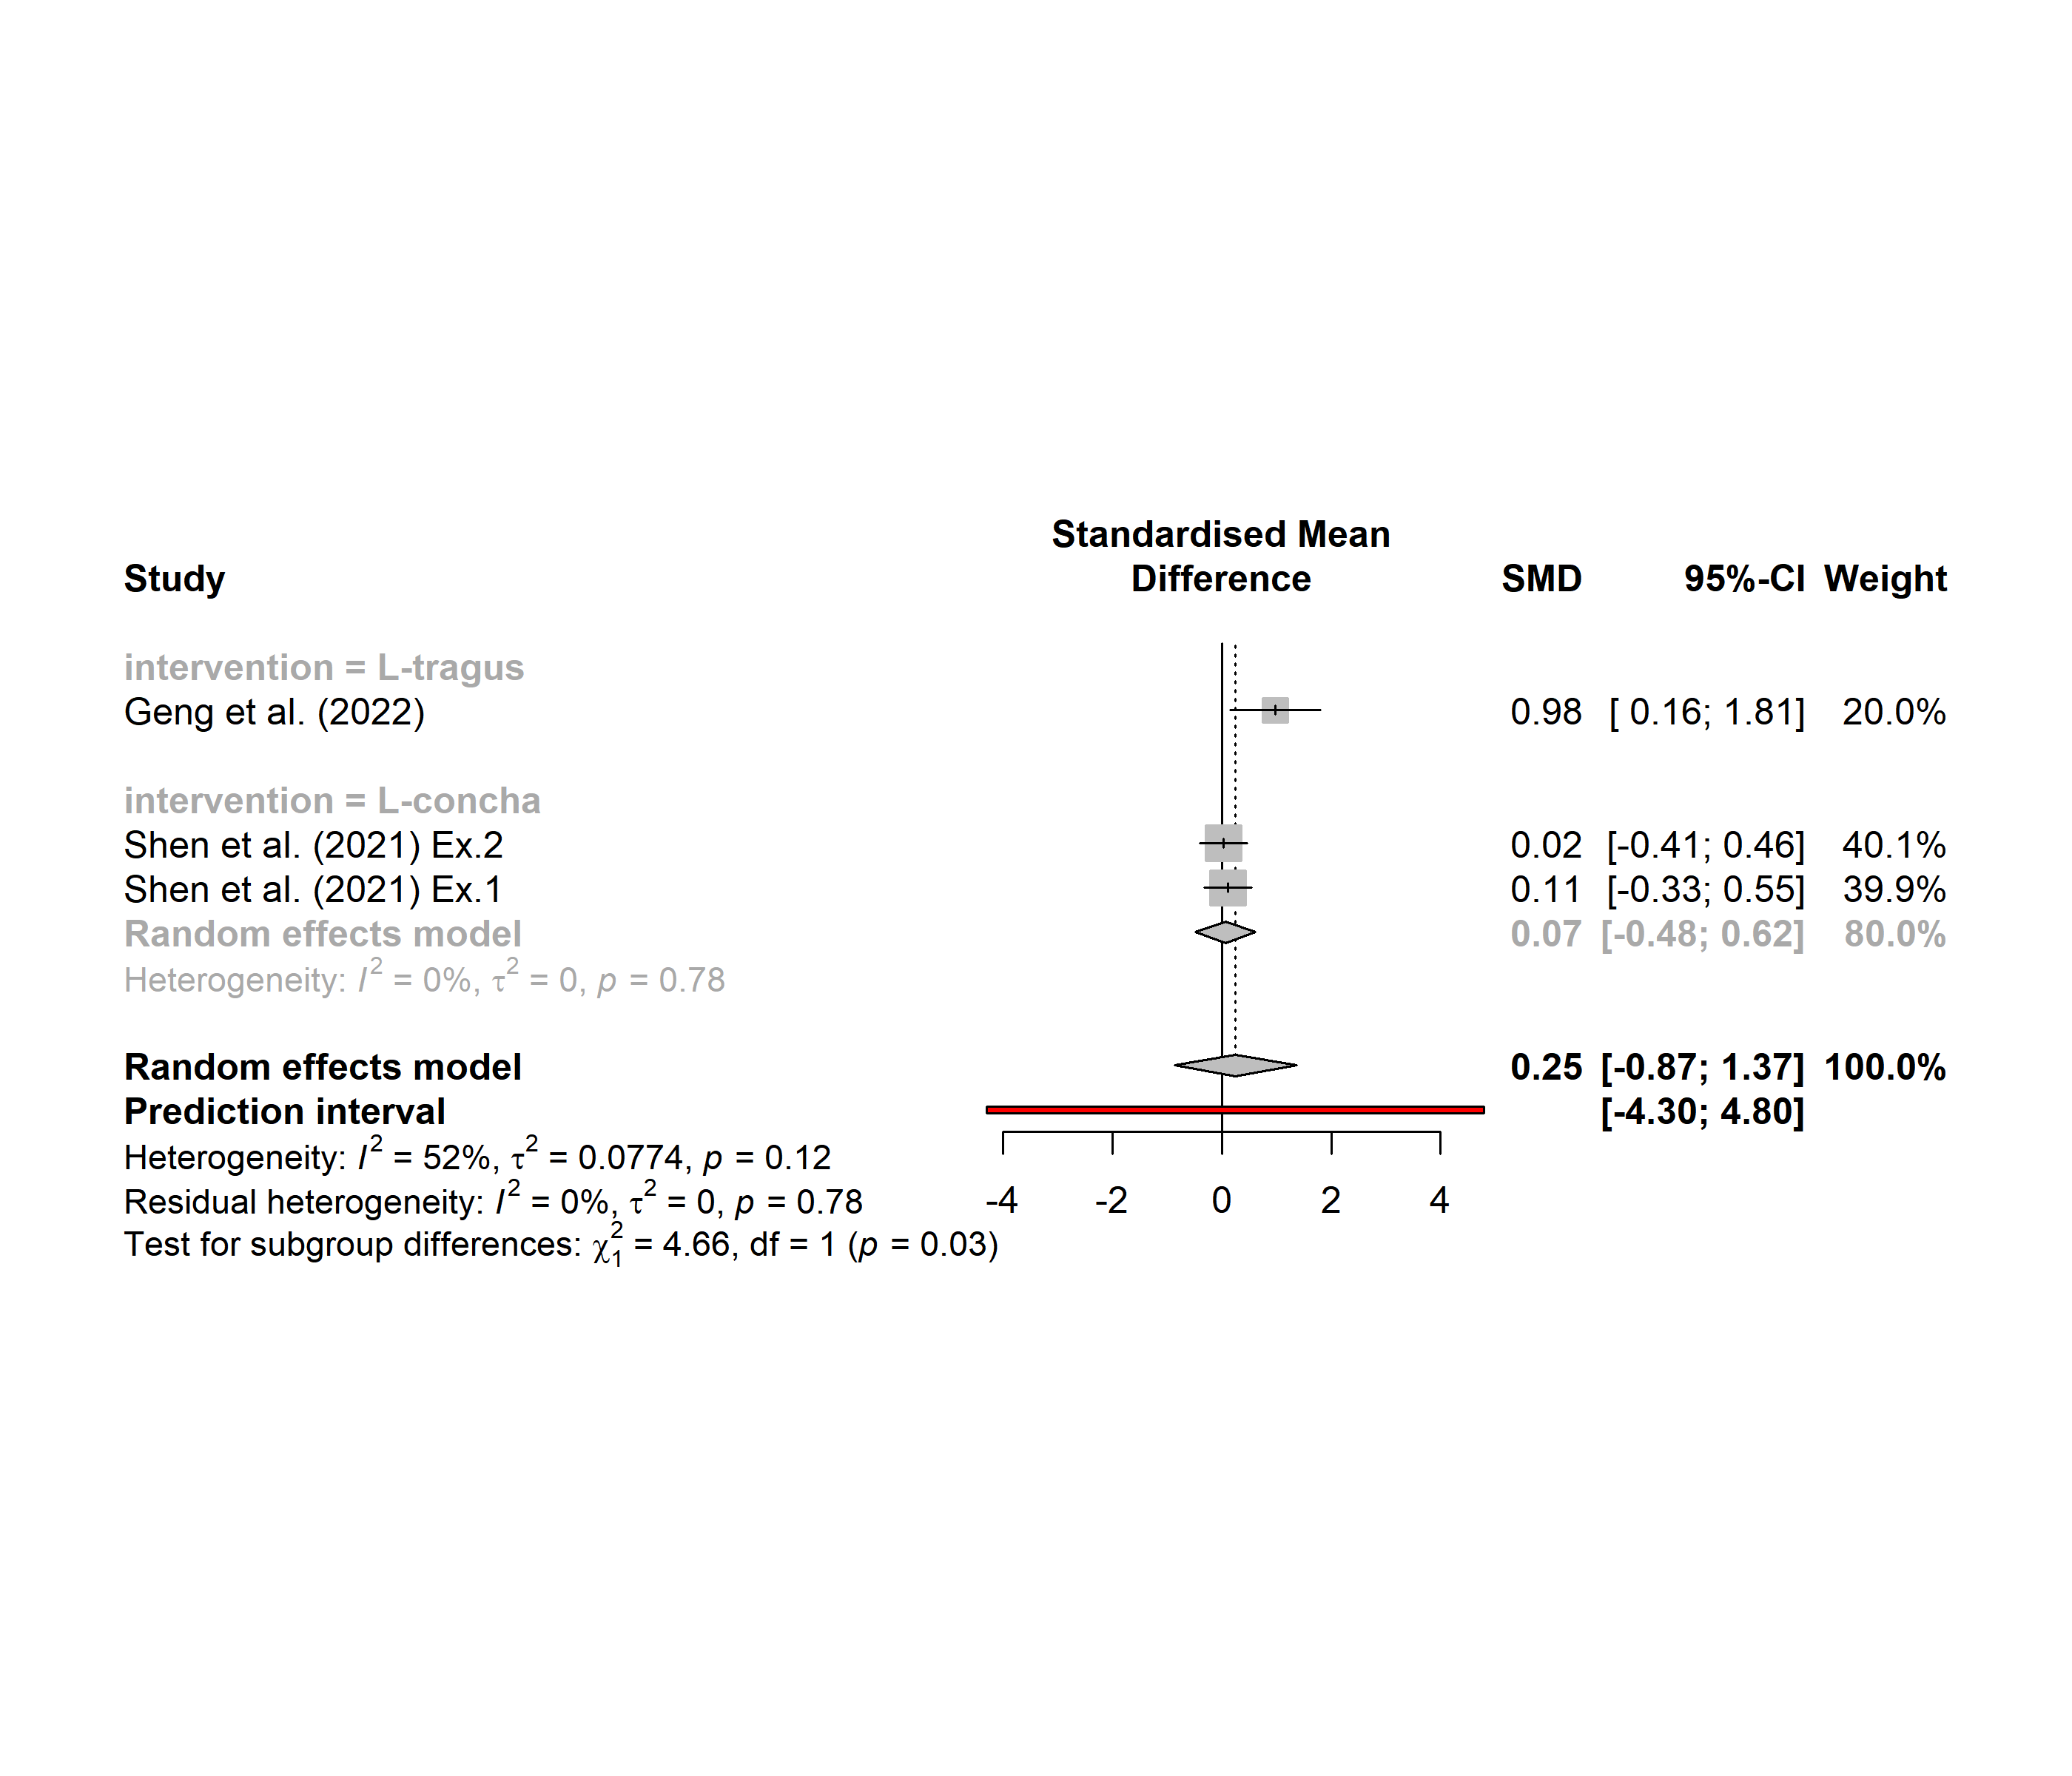 Standardised Mean
Study Difference SMD 95%-CI Weight
intervention = L-tragus
Geng et al. (2022) 0.98 [ 0.16; 1.81] 20.0%
intervention = L-concha
Shen et al. (2021) Ex.2 0.02 [-0.41; 0.46] 40.1%
Shen et al. (2021) Ex.1 0.11 [-0.33; 0.55] 39.9%
Random effects model 0.07 [-0.48; 0.62] 80.0%
Heterogeneity: I² = 0%, τ² = 0, p = 0.78
Random effects model 0.25 [-0.87; 1.37] 100.0%
Prediction interval [-4.30; 4.80]
Heterogeneity: I² = 52%, τ² = 0.0774, p = 0.12
Residual heterogeneity: I² = 0%, τ² = 0, p = 0.78
-4 -2 0 2 4
Test for subgroup differences: χ²₁ = 4.66, df = 1 (p = 0.03)